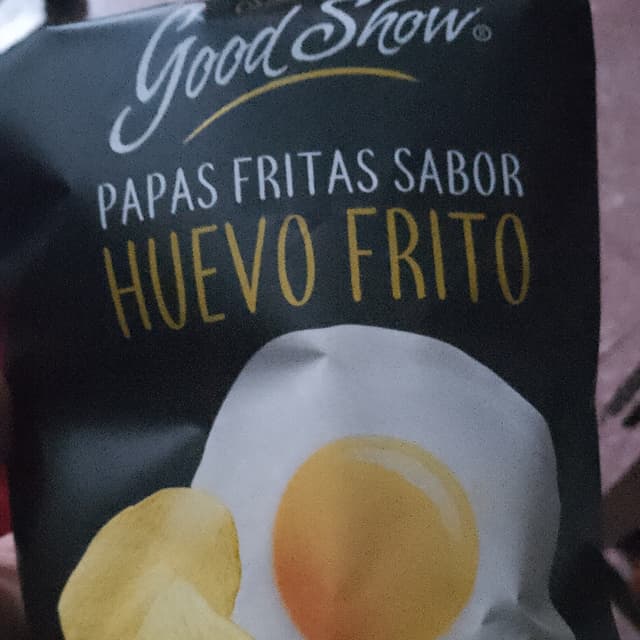 Good Show®
PAPAS FRITAS SABOR
HUEVO FRITO